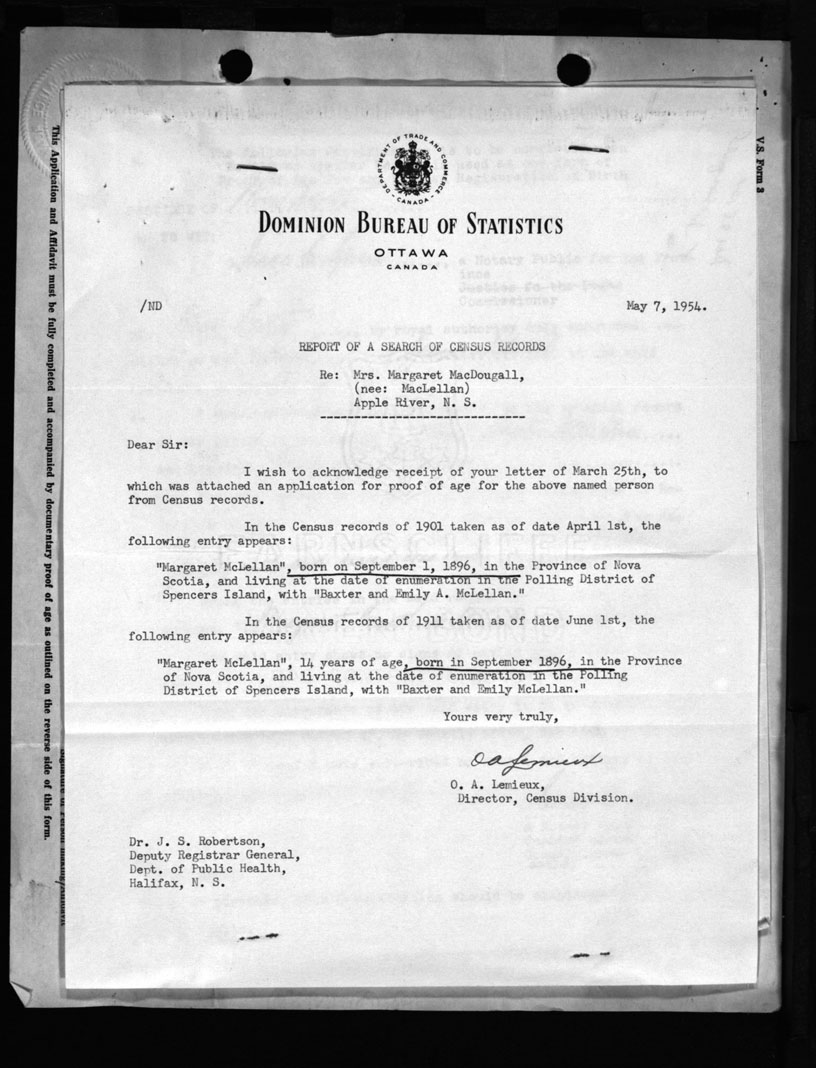 DEPARTMENT OF TRADE AND COMMERCE
CANADA
DOMINION BUREAU OF STATISTICS
OTTAWA
CANADA
/ND
May 7, 1954.
REPORT OF A SEARCH OF CENSUS RECORDS
Re: Mrs. Margaret MacDougall,
(nee: MacLellan)
Apple River, N. S.
Dear Sir:
I wish to acknowledge receipt of your letter of March 25th, to
which was attached an application for proof of age for the above named person
from Census records.
In the Census records of 1901 taken as of date April 1st, the
following entry appears:
"Margaret McLellan", born on September 1, 1896, in the Province of Nova
Scotia, and living at the date of enumeration in the Polling District of
Spencers Island, with "Baxter and Emily A. McLellan."
In the Census records of 1911 taken as of date June 1st, the
following entry appears:
"Margaret McLellan", 14 years of age, born in September 1896, in the Province
of Nova Scotia, and living at the date of enumeration in the Polling
District of Spencers Island, with "Baxter and Emily McLellan."
Yours very truly,
O A Lemieux
O. A. Lemieux,
Director, Census Division.
Dr. J. S. Robertson,
Deputy Registrar General,
Dept. of Public Health,
Halifax, N. S.
This Application and Affidavit must be fully completed and accompanied by documentary proof of age as outlined on the reverse side of this form.
V.S. Form 3